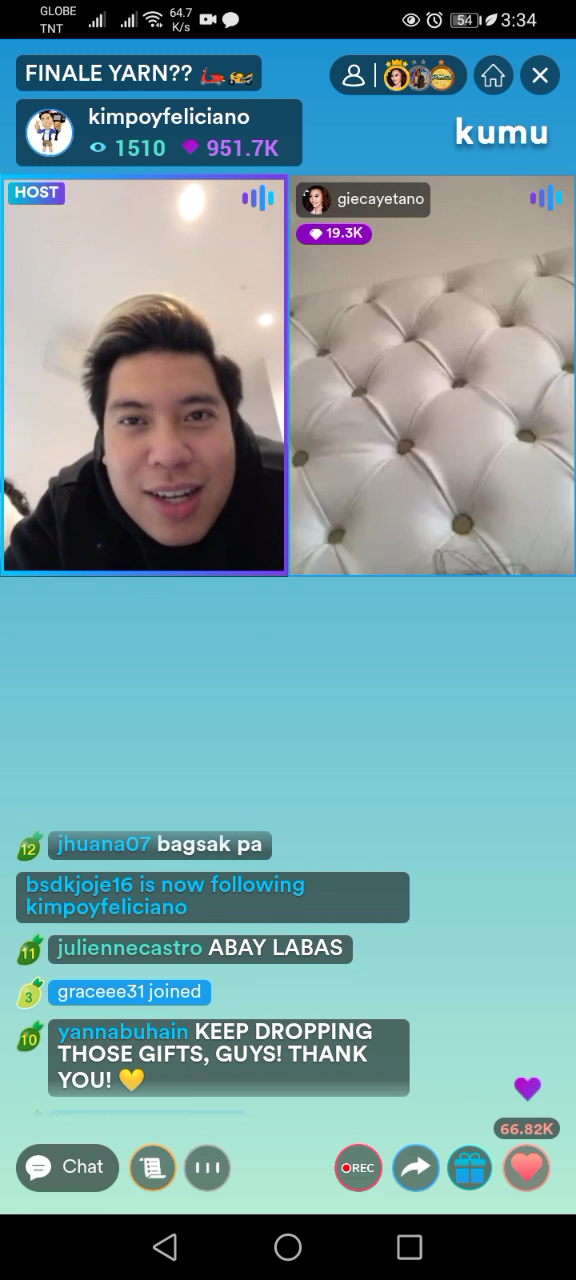 GLOBE
TNT
64.7
K/s
54
3:34
FINALE YARN??
kimpoyfeliciano
1510 951.7K
kumu
HOST
giecayetano
19.3K
12 jhuana07 bagsak pa
bsdkjoje16 is now following
kimpoyfeliciano
11 juliennecastro ABAY LABAS
3 graceee31 joined
10 yannabuhain KEEP DROPPING
THOSE GIFTS, GUYS! THANK
YOU!
66.82K
Chat
REC